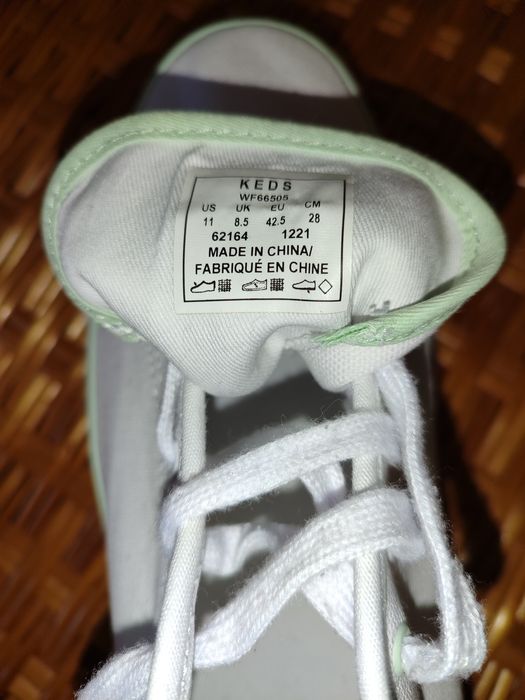 KEDS
WF66505
US UK EU CM
11 8.5 42.5 28
62164 1221
MADE IN CHINA/
FABRIQUÉ EN CHINE